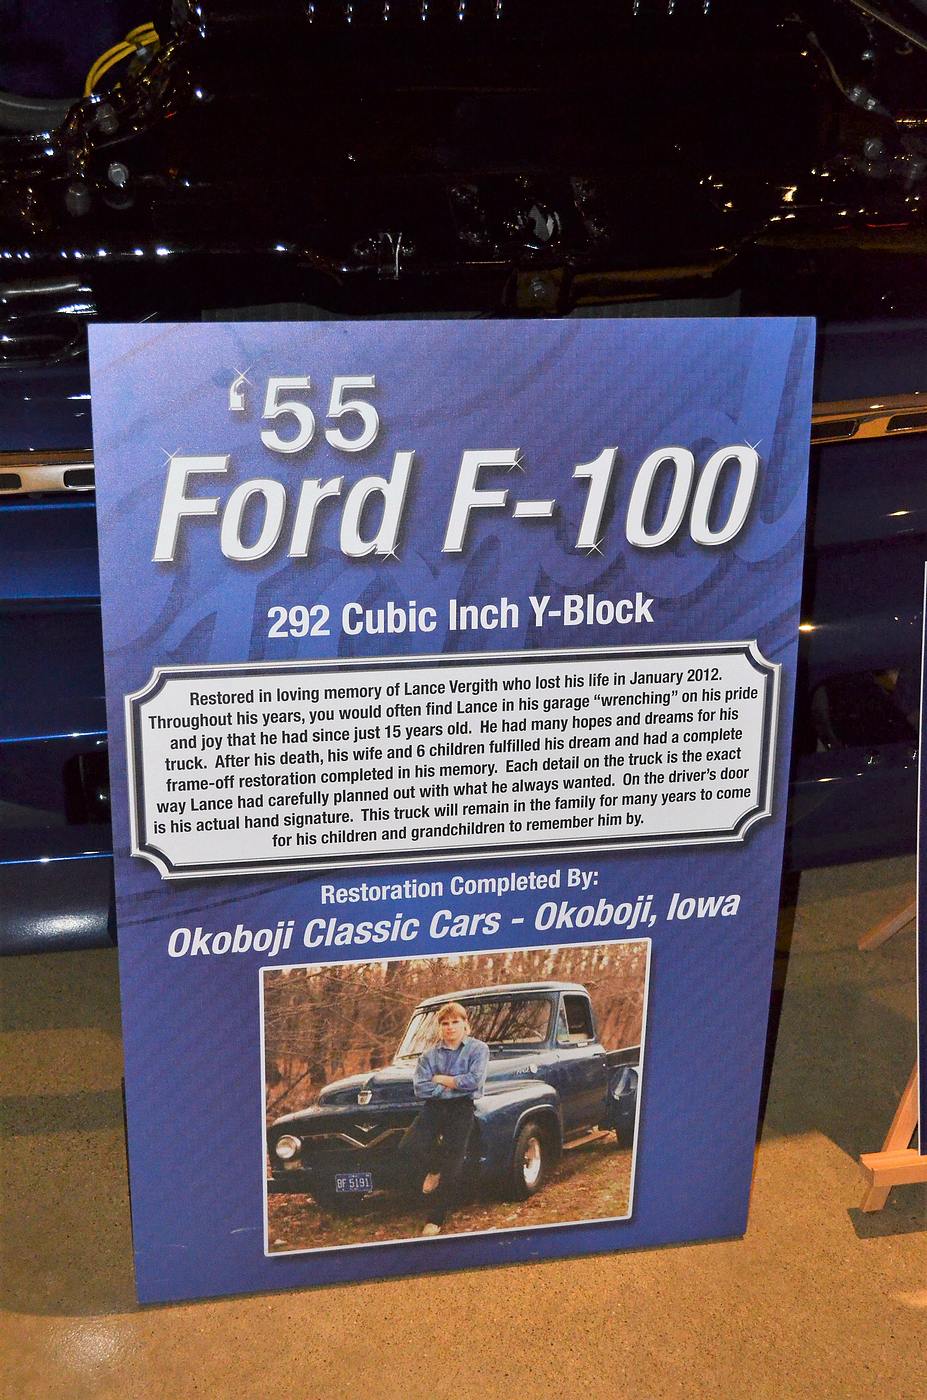 ‘55
Ford F-100
292 Cubic Inch Y-Block
Restored in loving memory of Lance Vergith who lost his life in January 2012.
Throughout his years, you would often find Lance in his garage “wrenching” on his pride
and joy that he had since just 15 years old. He had many hopes and dreams for his
truck. After his death, his wife and 6 children fulfilled his dream and had a complete
frame-off restoration completed in his memory. Each detail on the truck is the exact
way Lance had carefully planned out with what he always wanted. On the driver’s door
is his actual hand signature. This truck will remain in the family for many years to come
for his children and grandchildren to remember him by.
Restoration Completed By:
Okoboji Classic Cars - Okoboji, Iowa
BF 5191